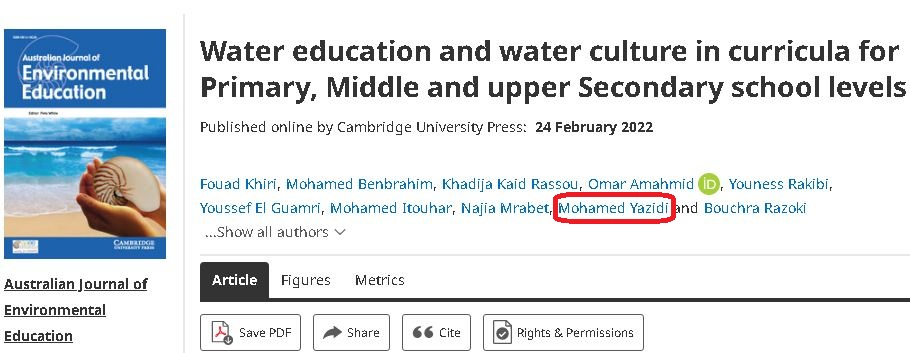 Australian Journal of
Environmental
Education
CAMBRIDGE
UNIVERSITY PRESS
Australian Journal of
Environmental
Education
Water education and water culture in curricula for
Primary, Middle and upper Secondary school levels
Published online by Cambridge University Press: 24 February 2022
Fouad Khiri, Mohamed Benbrahim, Khadija Kaid Rassou, Omar Amahmid iD, Youness Rakibi,
Youssef El Guamri, Mohamed Itouhar, Najia Mrabet, Mohamed Yazidi and Bouchra Razoki
...Show all authors
Article Figures Metrics
Save PDF Share Cite Rights & Permissions